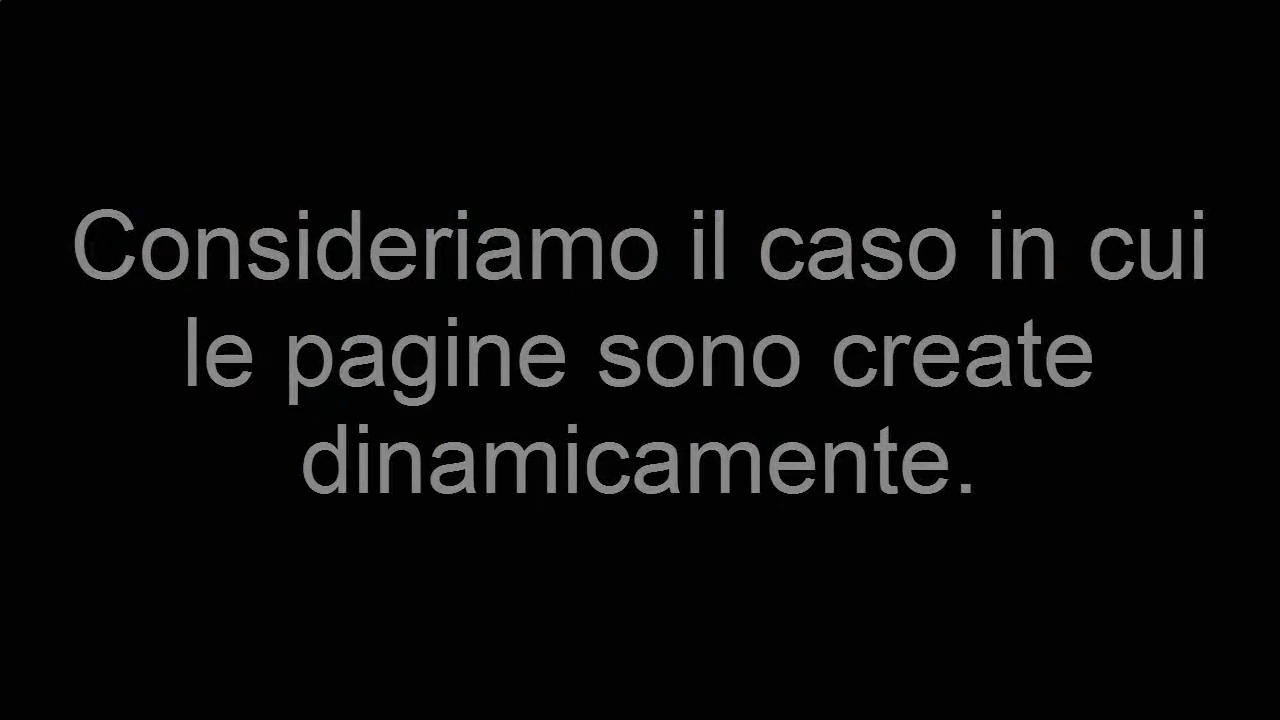 Consideriamo il caso in cui
le pagine sono create
dinamicamente.